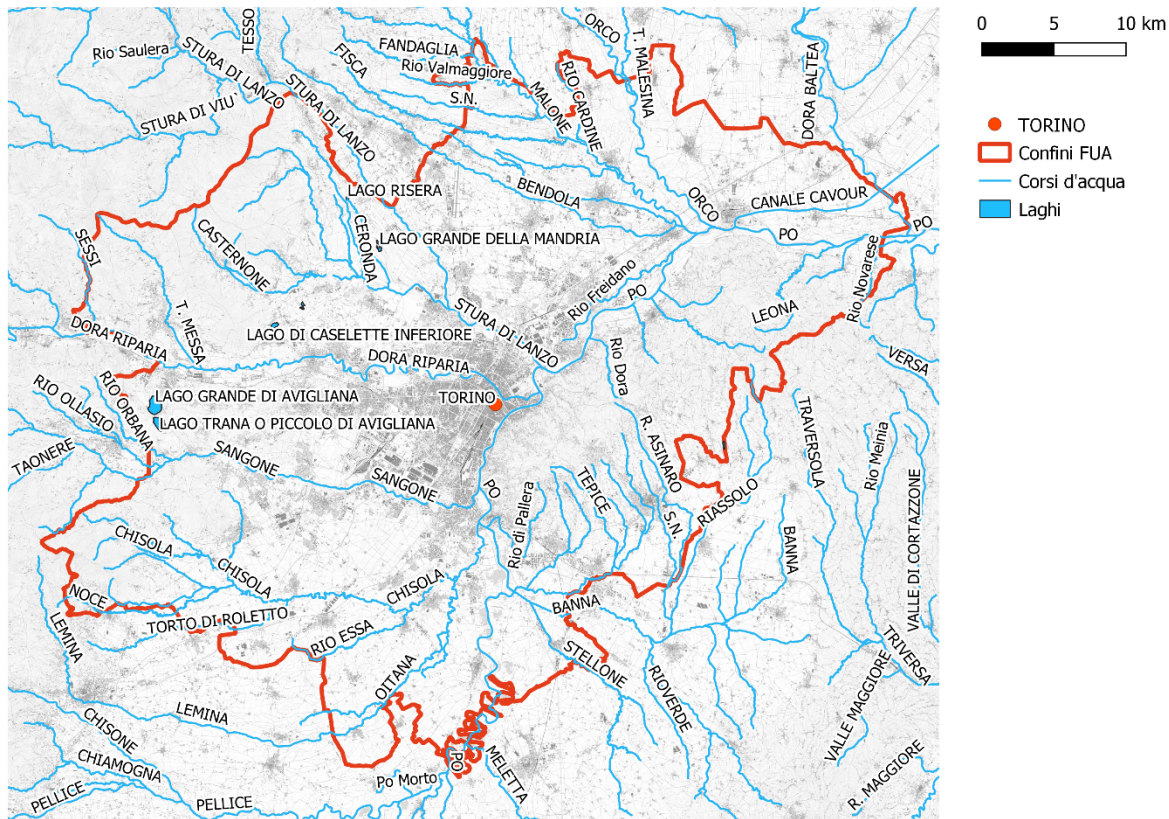 ORCO
TESSO
FANDAGLIA
Rio Saulera
T. MALESINA
FISCA
Rio Valmaggiore
DORA BALTEA
STURA DI LANZO
RIO CARDINE
S.N.
MALONE
STURA DI VIU'
STURA DI LANZO
LAGO RISERA
BENDOLA
ORCO
CANALE CAVOUR
PO
PO
SESSI
CASTERNONE
CERONDA
LAGO GRANDE DELLA MANDRIA
Rio Novarese
Rio Freidano
PO
LEONA
T. MESSA
DORA RIPARIA
LAGO DI CASELETTE INFERIORE
STURA DI LANZO
DORA RIPARIA
Rio Dora
VERSA
RIO ORBANA
RIO OLLASIO
LAGO GRANDE DI AVIGLIANA
TORINO
LAGO TRANA O PICCOLO DI AVIGLIANA
TAONERE
R. ASINARO
TRAVERSOLA
Rio Meinia
SANGONE
SANGONE
PO
TEPICE
RIASSOLO
S.N.
Rio di Pallera
BANNA
VALLE DI CORTAZZONE
CHISOLA
CHISOLA
CHISOLA
NOCE
TORTO DI ROLETTO
BANNA
LEMINA
RIO ESSA
STELLONE
TRIVERSA
OITANA
RIOVERDE
VALLE MAGGIORE
LEMINA
CHISONE
CHIAMOGNA
PELLICE
PELLICE
Po Morto
PO
MELETTA
R. MAGGIORE
0 5 10 km
TORINO
Confini FUA
Corsi d'acqua
Laghi